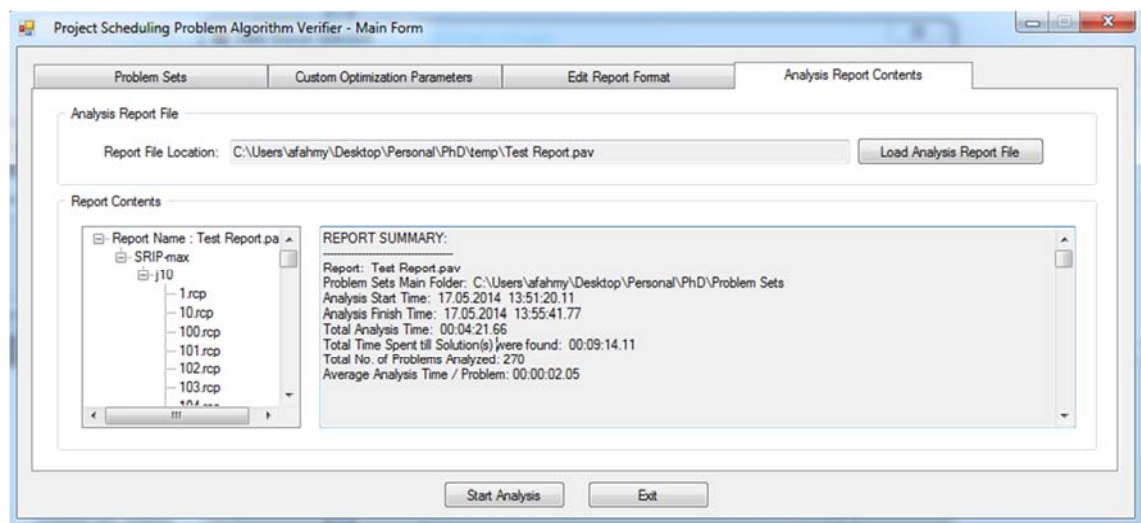 Project Scheduling Problem Algorithm Verifier - Main Form
Problem Sets
Custom Optimization Parameters
Edit Report Format
Analysis Report Contents
Analysis Report File
Report File Location:
C:\Users\afahmy\Desktop\Personal\PhD\temp\Test Report.pav
Load Analysis Report File
Report Contents
Report Name : Test Report.pa
SRIP-max
j10
1.rcp
10.rcp
100.rcp
101.rcp
102.rcp
103.rcp
REPORT SUMMARY:
Report: Test Report.pav
Problem Sets Main Folder: C:\Users\afahmy\Desktop\Personal\PhD\Problem Sets
Analysis Start Time: 17.05.2014 13:51:20.11
Analysis Finish Time: 17.05.2014 13:55:41.77
Total Analysis Time: 00:04:21.66
Total Time Spent till Solution(s) were found: 00:09:14.11
Total No. of Problems Analyzed: 270
Average Analysis Time / Problem: 00:00:02.05
Start Analysis
Exit